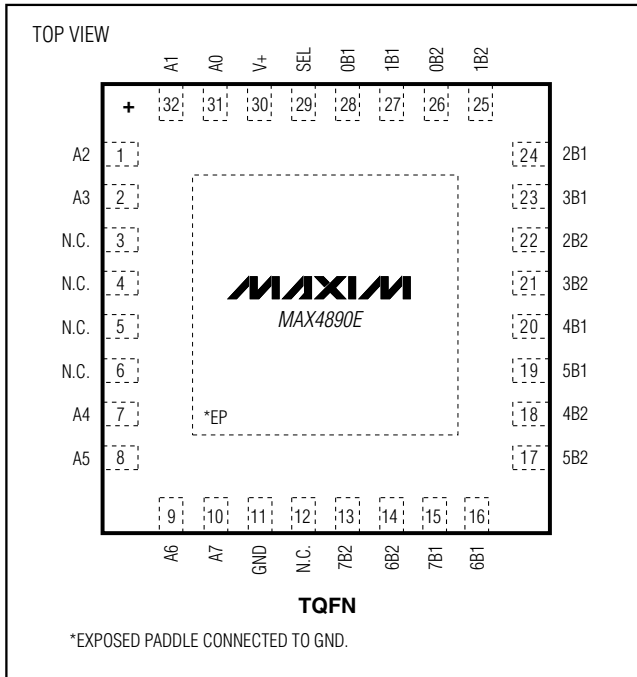 TOP VIEW
A1 A0 V+ SEL 0B1 1B1 0B2 1B2
+ 32 31 30 29 28 27 26 25
A2 1 24 2B1
A3 2 23 3B1
N.C. 3 22 2B2
N.C. 4 21 3B2
N.C. 5 20 4B1
N.C. 6 19 5B1
A4 7 18 4B2
A5 8 17 5B2
MAXIM
MAX4890E
*EP
9 10 11 12 13 14 15 16
A6 A7 GND N.C. 7B2 6B2 7B1 6B1
TQFN
*EXPOSED PADDLE CONNECTED TO GND.